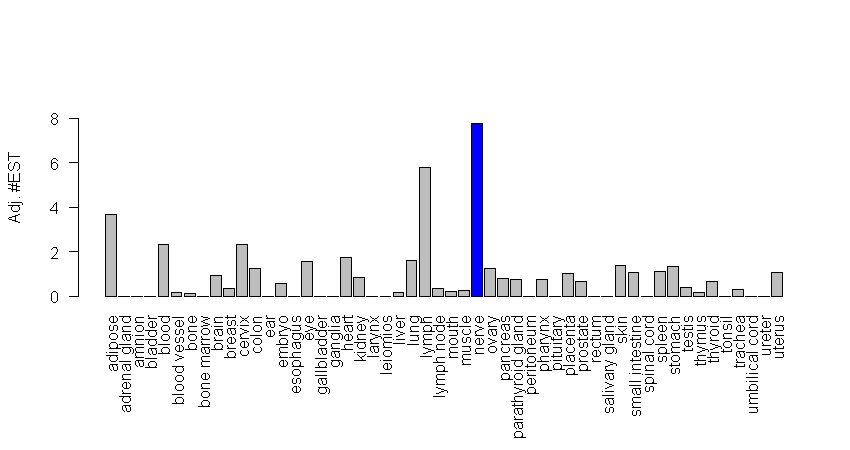 Adj. #EST
8
6
4
2
0
adipose
adrenal gland
amnion
bladder
blood
blood vessel
bone
bone marrow
brain
breast
cervix
colon
ear
embryo
esophagus
eye
gallbladder
ganglia
heart
kidney
larynx
leiomios
liver
lung
lymph
lymph node
mouth
muscle
nerve
ovary
pancreas
parathyroid gland
peritoneum
pharynx
pituitary
placenta
prostate
rectum
salivary gland
skin
small intestine
spinal cord
spleen
stomach
testis
thymus
thyroid
tonsil
trachea
umbilical cord
ureter
uterus